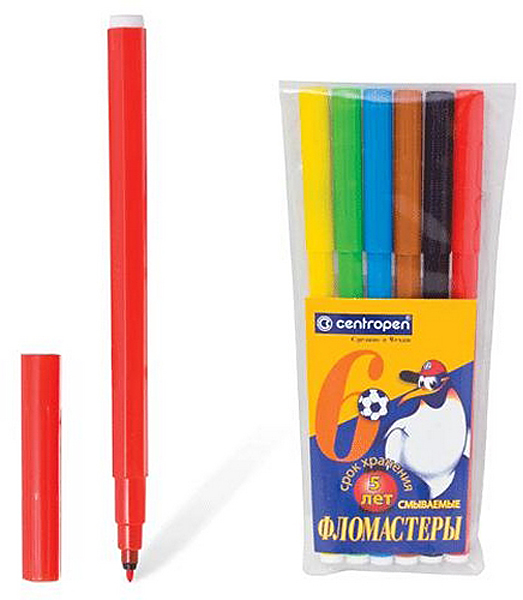 centropen
Сделано в Чехии
6
срок хранения
5
лет
СМЫВАЕМЫЕ
ФЛОМАСТЕРЫ